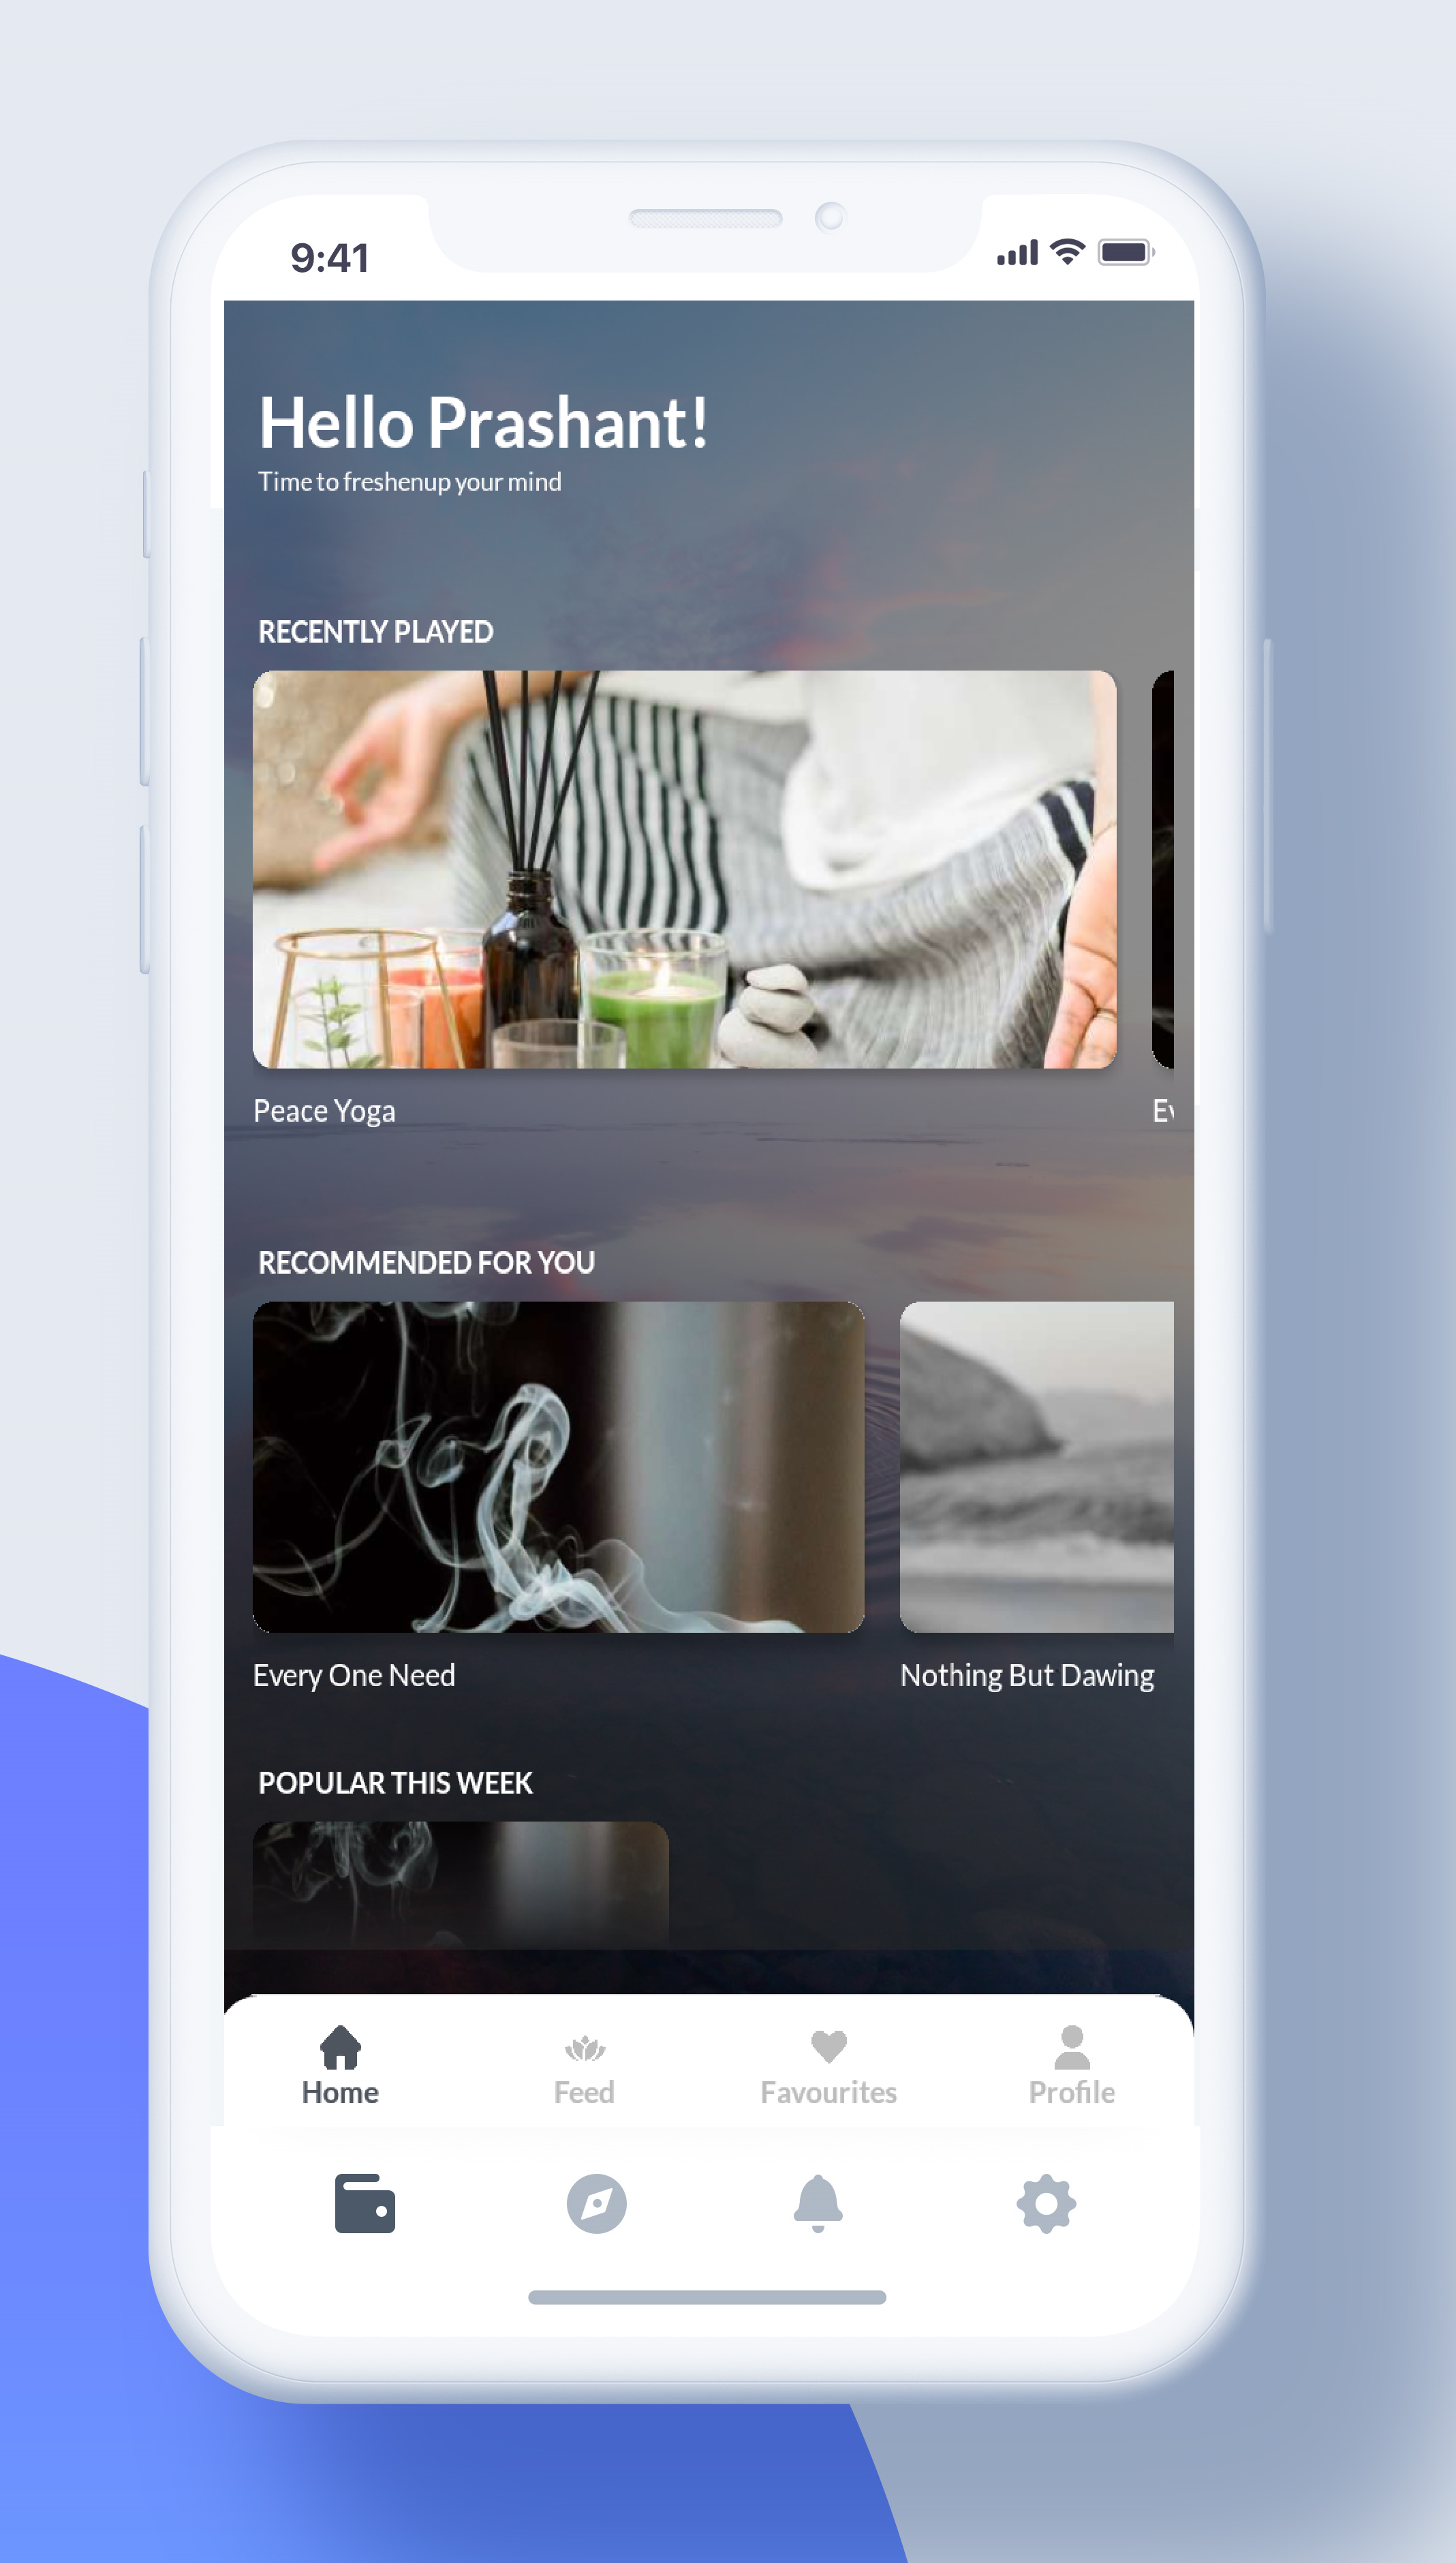 9:41
Hello Prashant!
Time to freshenup your mind
RECENTLY PLAYED
Peace Yoga
RECOMMENDED FOR YOU
Every One Need
Nothing But Dawing
POPULAR THIS WEEK
Home
Feed
Favourites
Profile